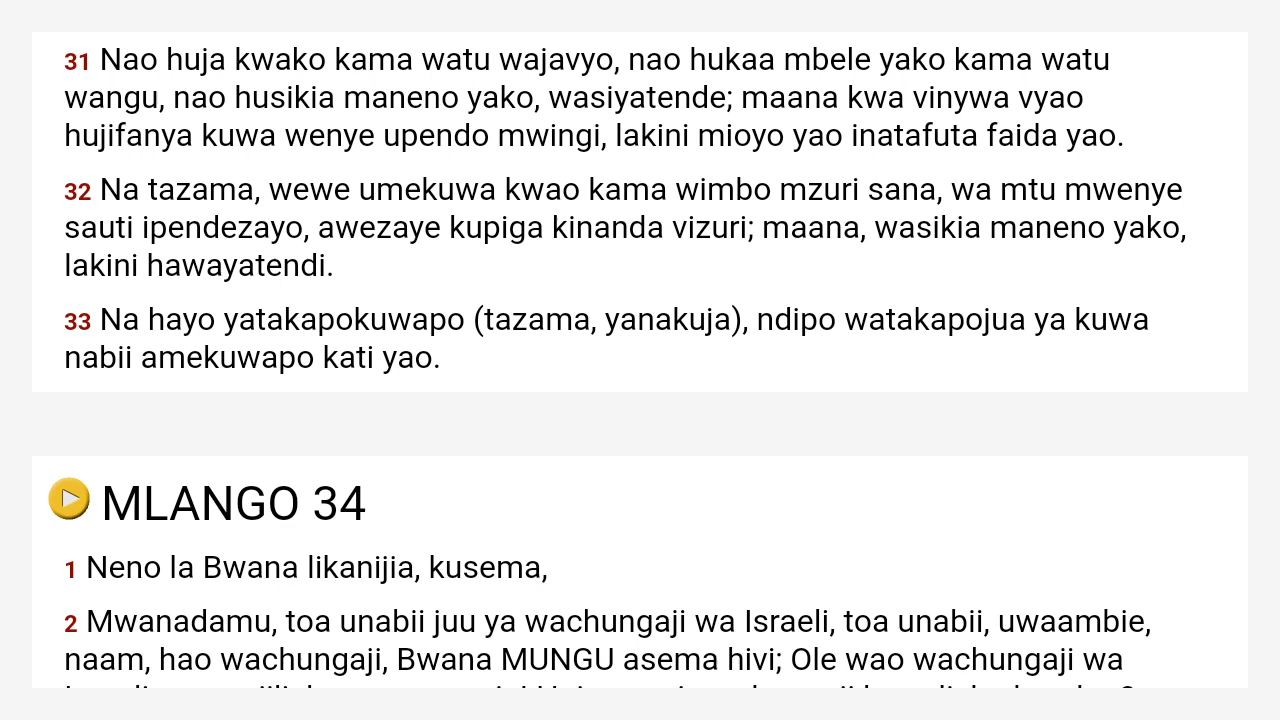 31 Nao huja kwako kama watu wajavyo, nao hukaa mbele yako kama watu
wangu, nao husikia maneno yako, wasiyatende; maana kwa vinywa vyao
hujifanya kuwa wenye upendo mwingi, lakini mioyo yao inatafuta faida yao.
32 Na tazama, wewe umekuwa kwao kama wimbo mzuri sana, wa mtu mwenye
sauti ipendezayo, awezaye kupiga kinanda vizuri; maana, wasikia maneno yako,
lakini hawayatendi.
33 Na hayo yatakapokuwapo (tazama, yanakuja), ndipo watakapojua ya kuwa
nabii amekuwapo kati yao.
MLANGO 34
1 Neno la Bwana likanijia, kusema,
2 Mwanadamu, toa unabii juu ya wachungaji wa Israeli, toa unabii, uwaambie,
naam, hao wachungaji, Bwana MUNGU asema hivi; Ole wao wachungaji wa